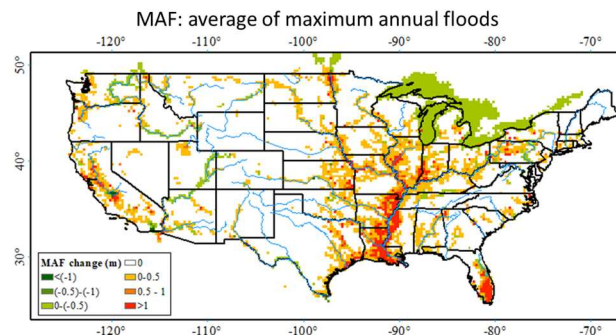 MAF: average of maximum annual floods
-120° -110° -100° -90° -80° -70°
50°
40°
30°
MAF change (m)
<(-1)
(-0.5)-(-1)
0-(-0.5)
0
0-0.5
0.5 - 1
>1
-120° -110° -100° -90° -80° -70°